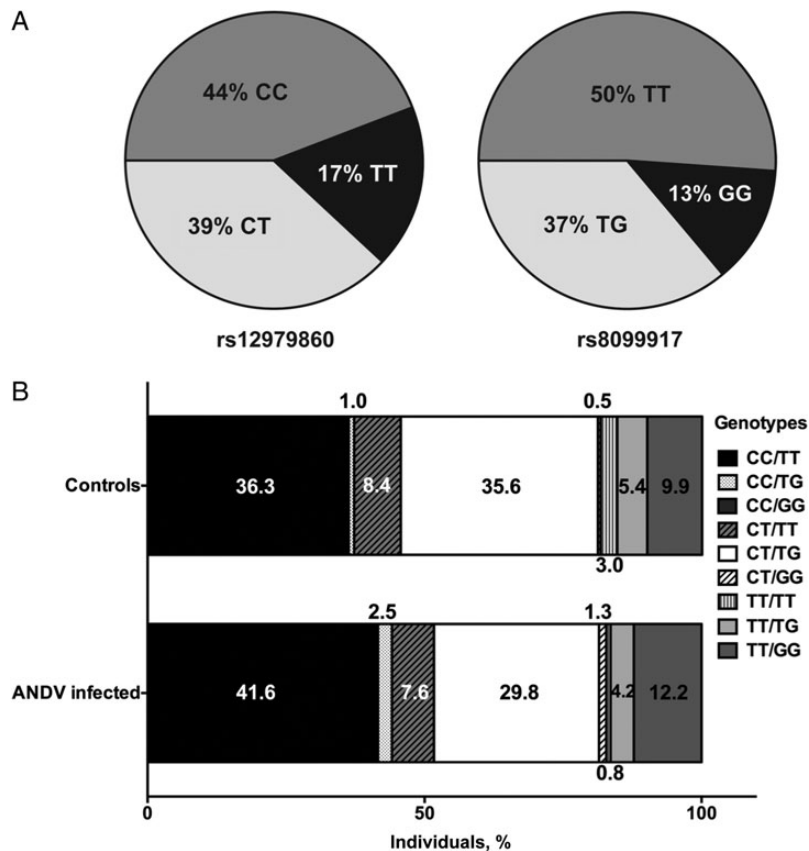 A
44% CC
17% TT
39% CT
rs12979860
50% TT
13% GG
37% TG
rs8099917
B
1.0
0.5
Controls
36.3
8.4
35.6
5.4
9.9
3.0
2.5
1.3
ANDV infected
41.6
7.6
29.8
4.2
12.2
0.8
0
50
100
Individuals, %
Genotypes
CC/TT
CC/TG
CC/GG
CT/TT
CT/TG
CT/GG
TT/TT
TT/TG
TT/GG